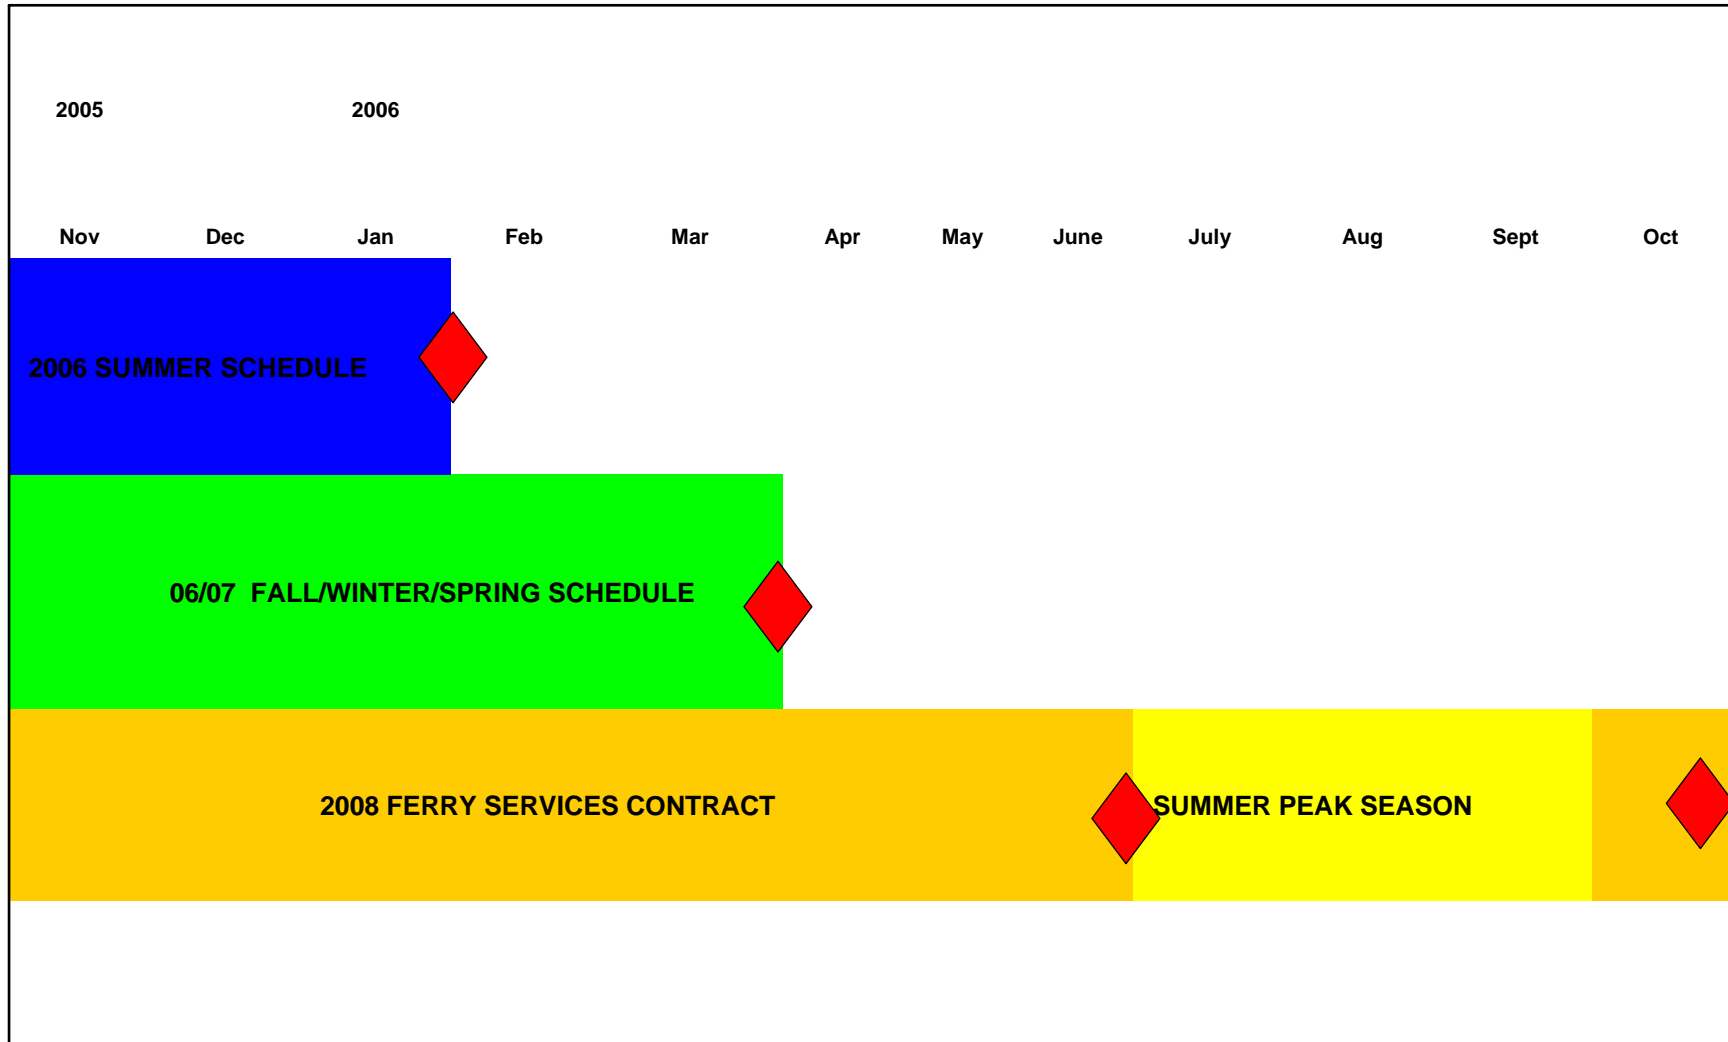 2005 2006
Nov Dec Jan Feb Mar Apr May June July Aug Sept Oct
2006 SUMMER SCHEDULE
06/07  FALL/WINTER/SPRING SCHEDULE
2008 FERRY SERVICES CONTRACT SUMMER PEAK SEASON